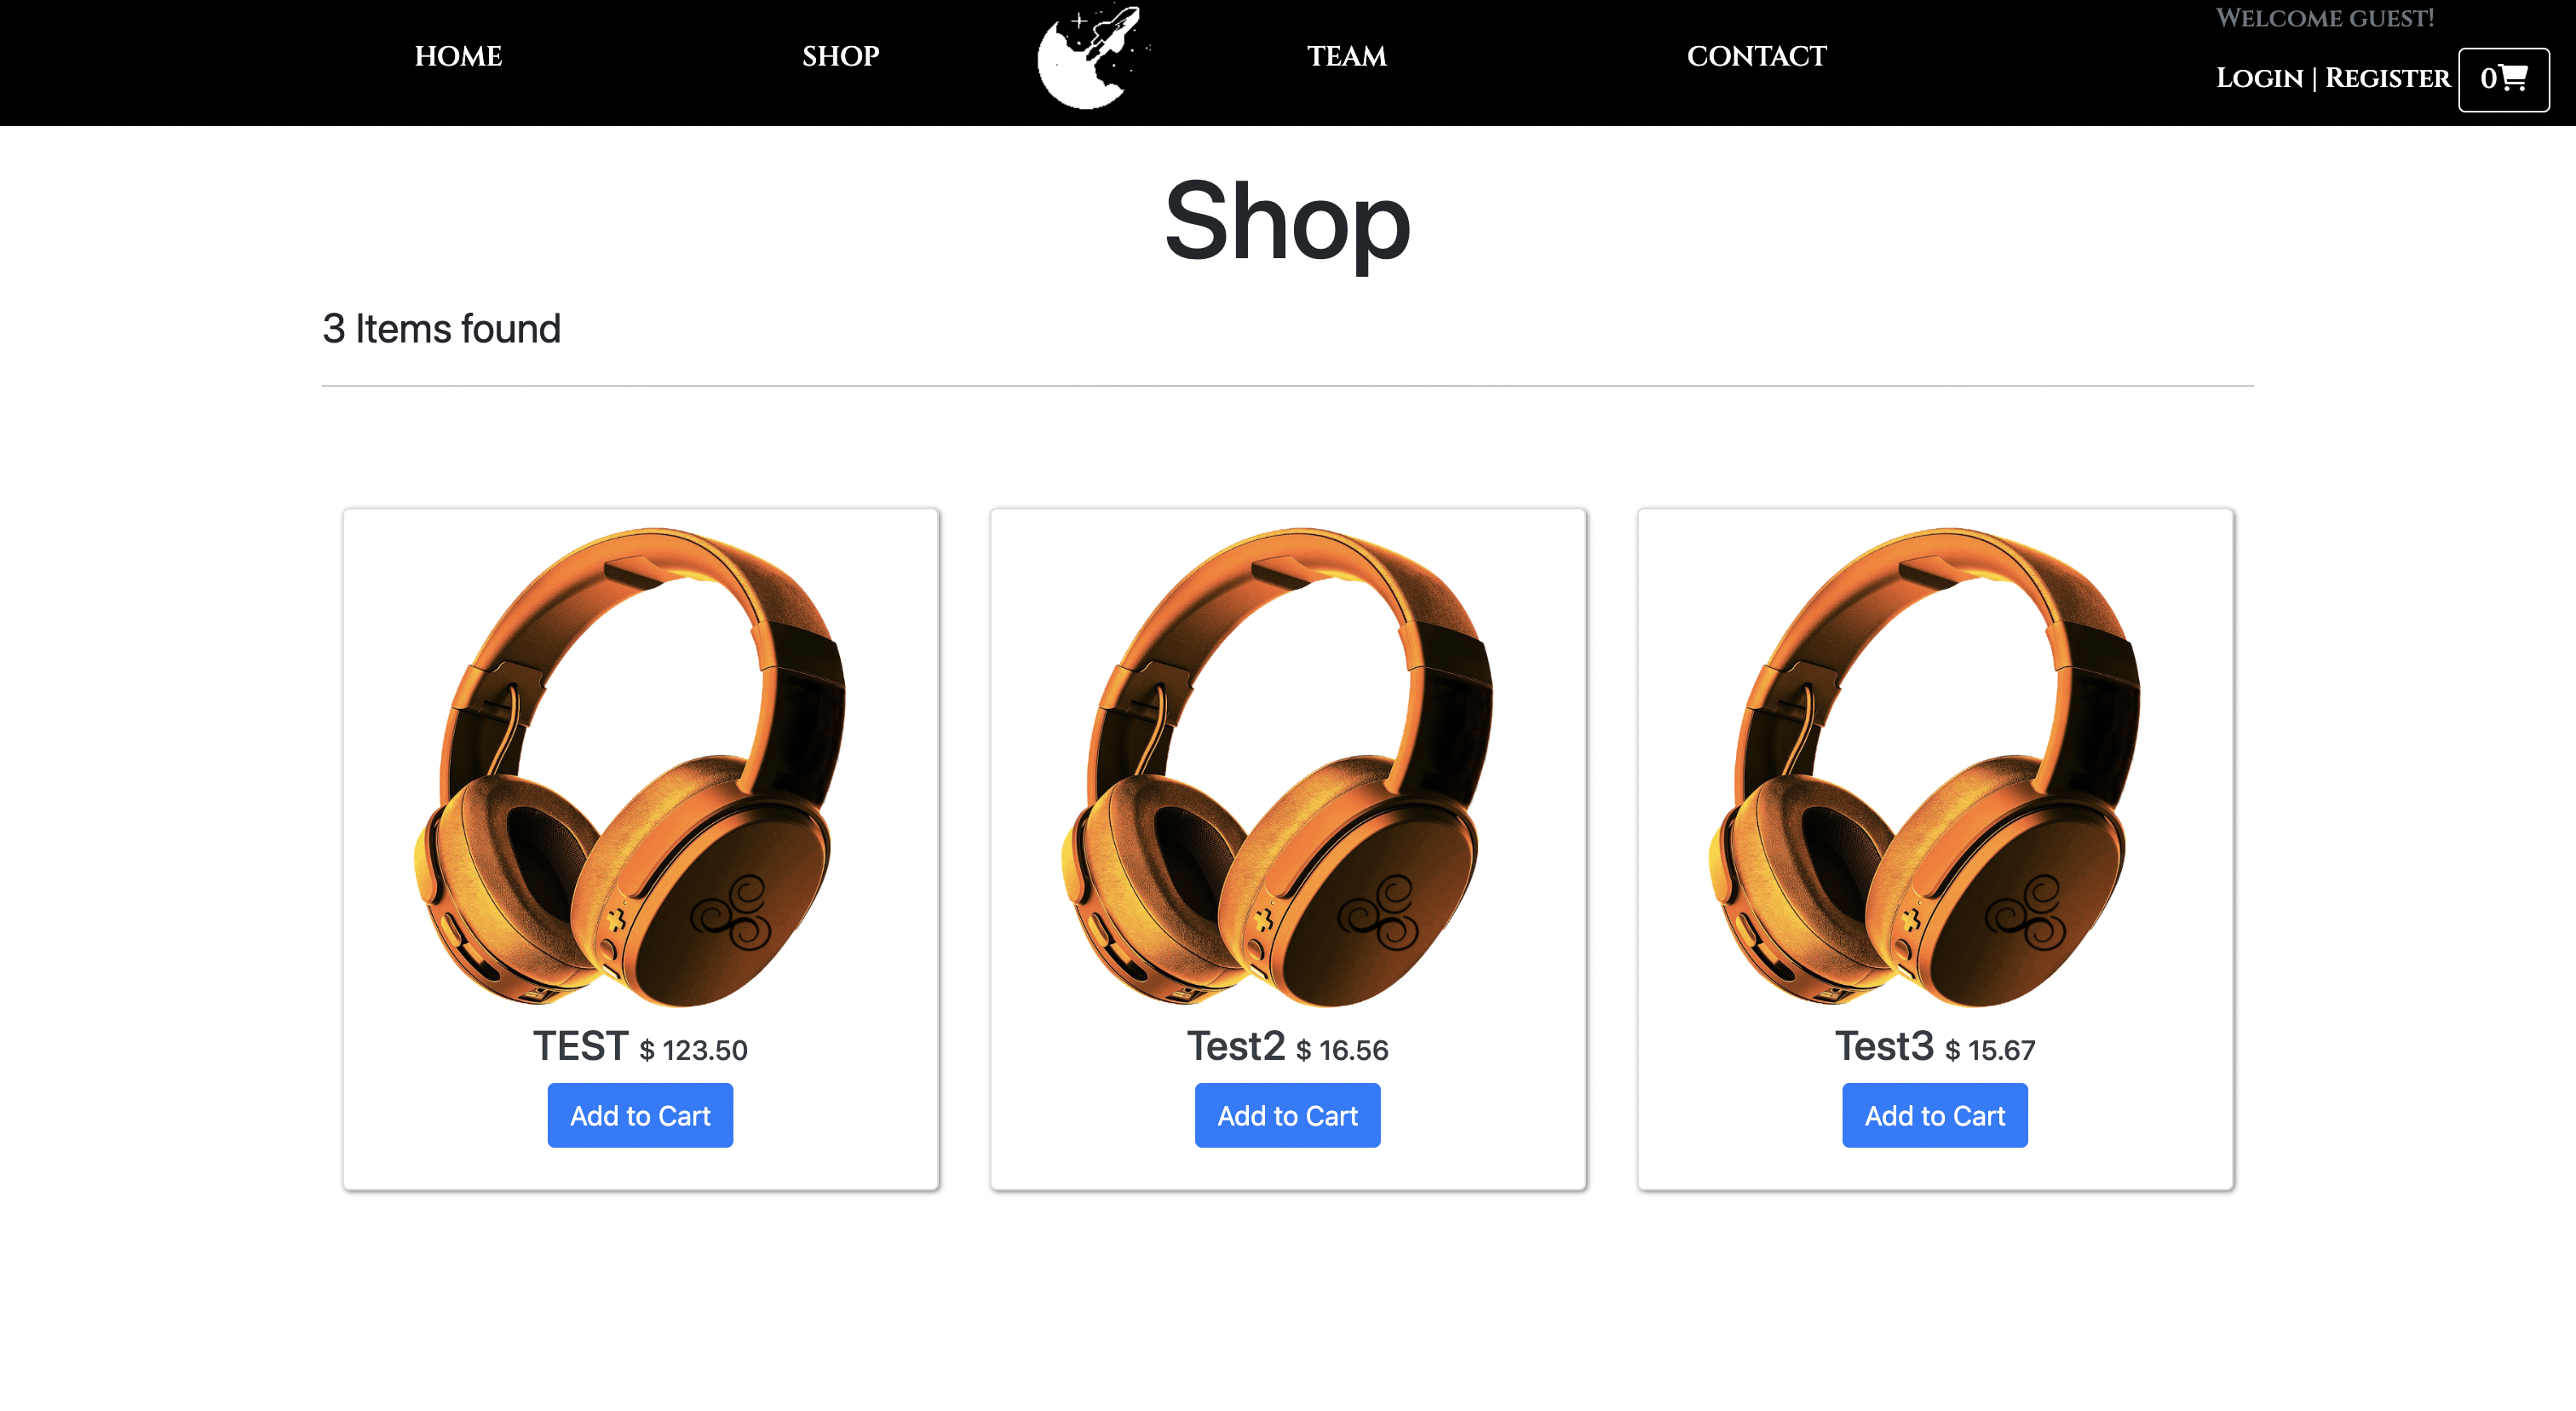 HOME SHOP TEAM CONTACT
Welcome guest!
Login | Register 0
Shop
3 Items found
TEST $ 123.50
Add to Cart
Test2 $ 16.56
Add to Cart
Test3 $ 15.67
Add to Cart